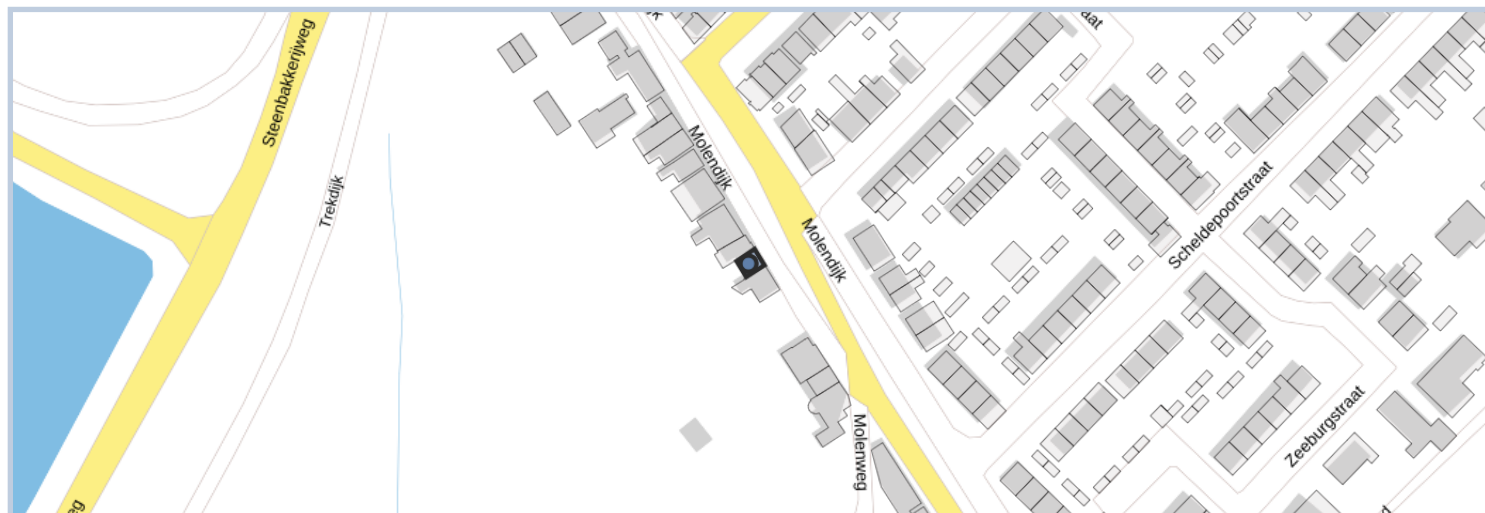 Steenbakkerijweg
Trekdijk
Molendijk
Molendijk
Scheldepoortstraat
Zeeburgstraat
Molenweg